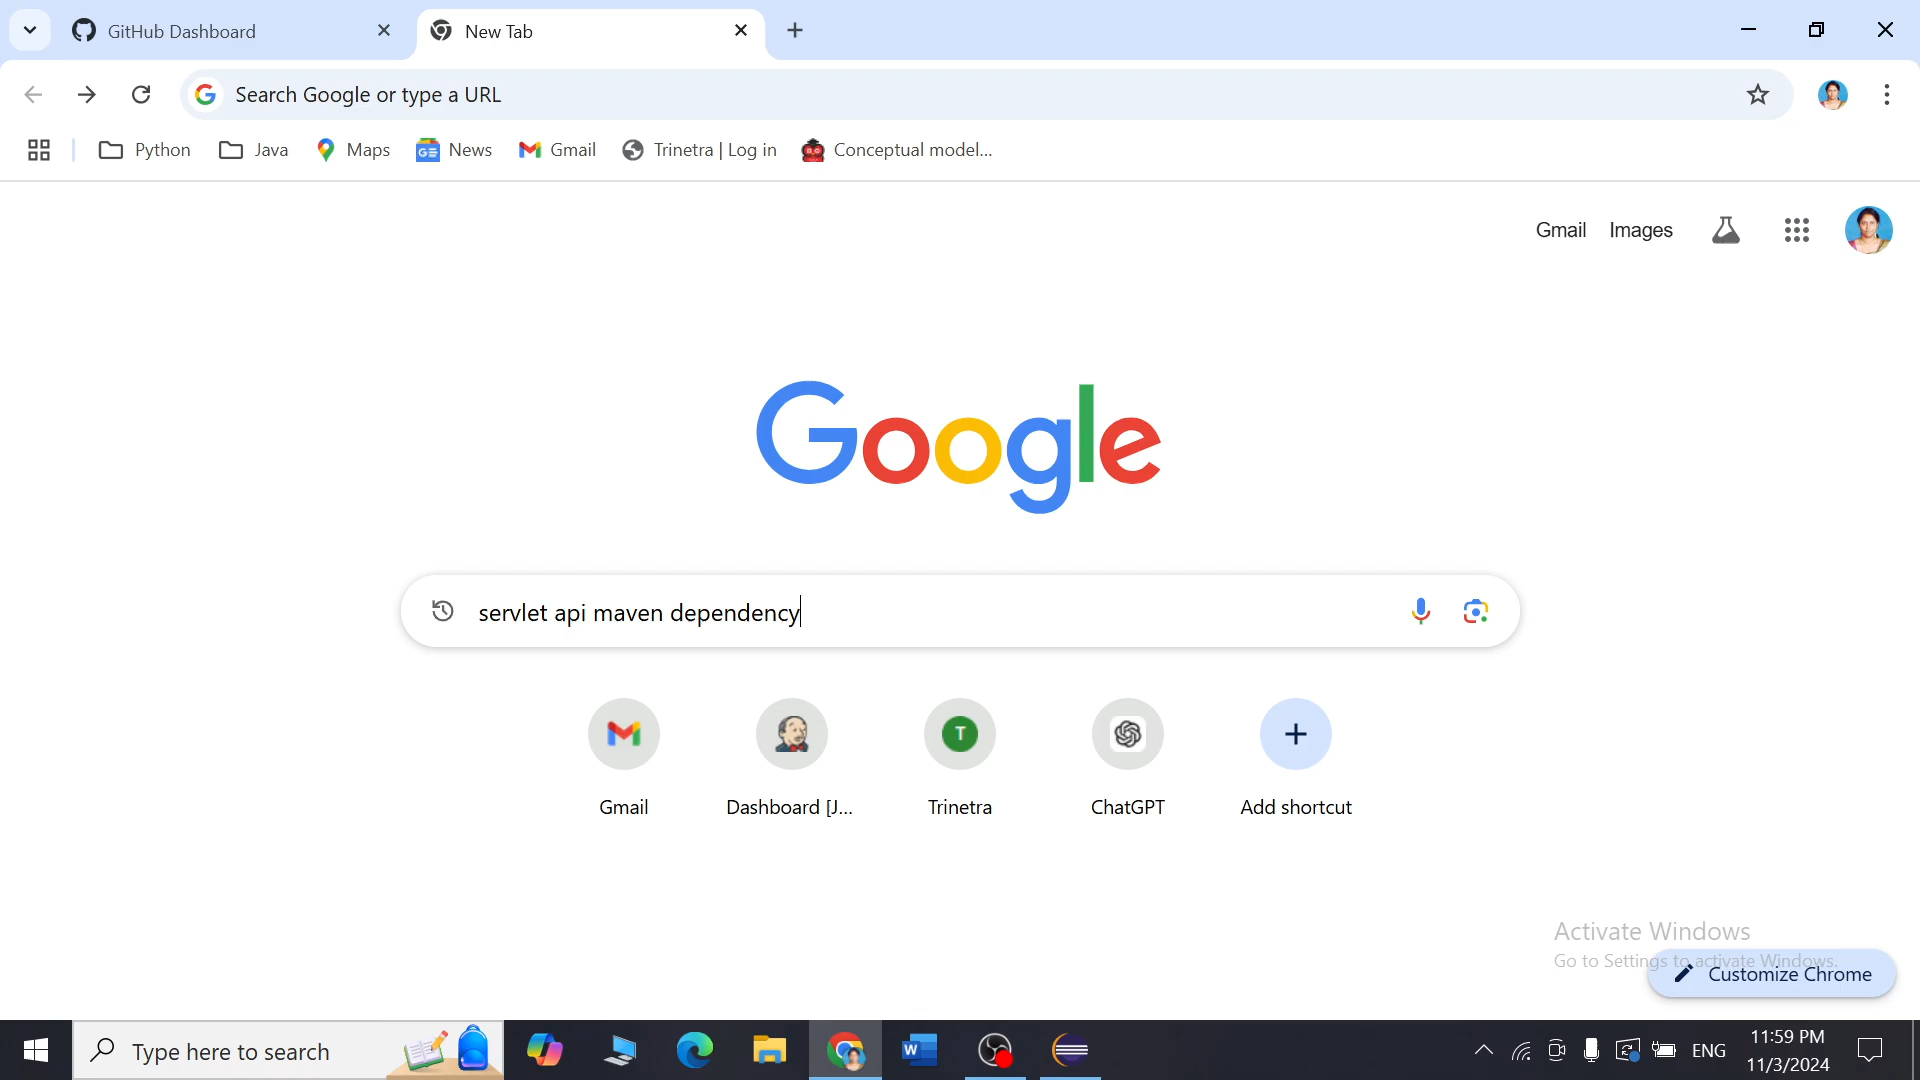 GitHub Dashboard
New Tab
Search Google or type a URL
Python
Java
Maps
News
Gmail
Trinetra | Log in
Conceptual model...
Gmail
Images
Google
servlet api maven dependency
Gmail
Dashboard [J...
T
Trinetra
ChatGPT
Add shortcut
Activate Windows
Go to Settings to activate Windows.
Customize Chrome
Type here to search
ENG
11:59 PM
11/3/2024